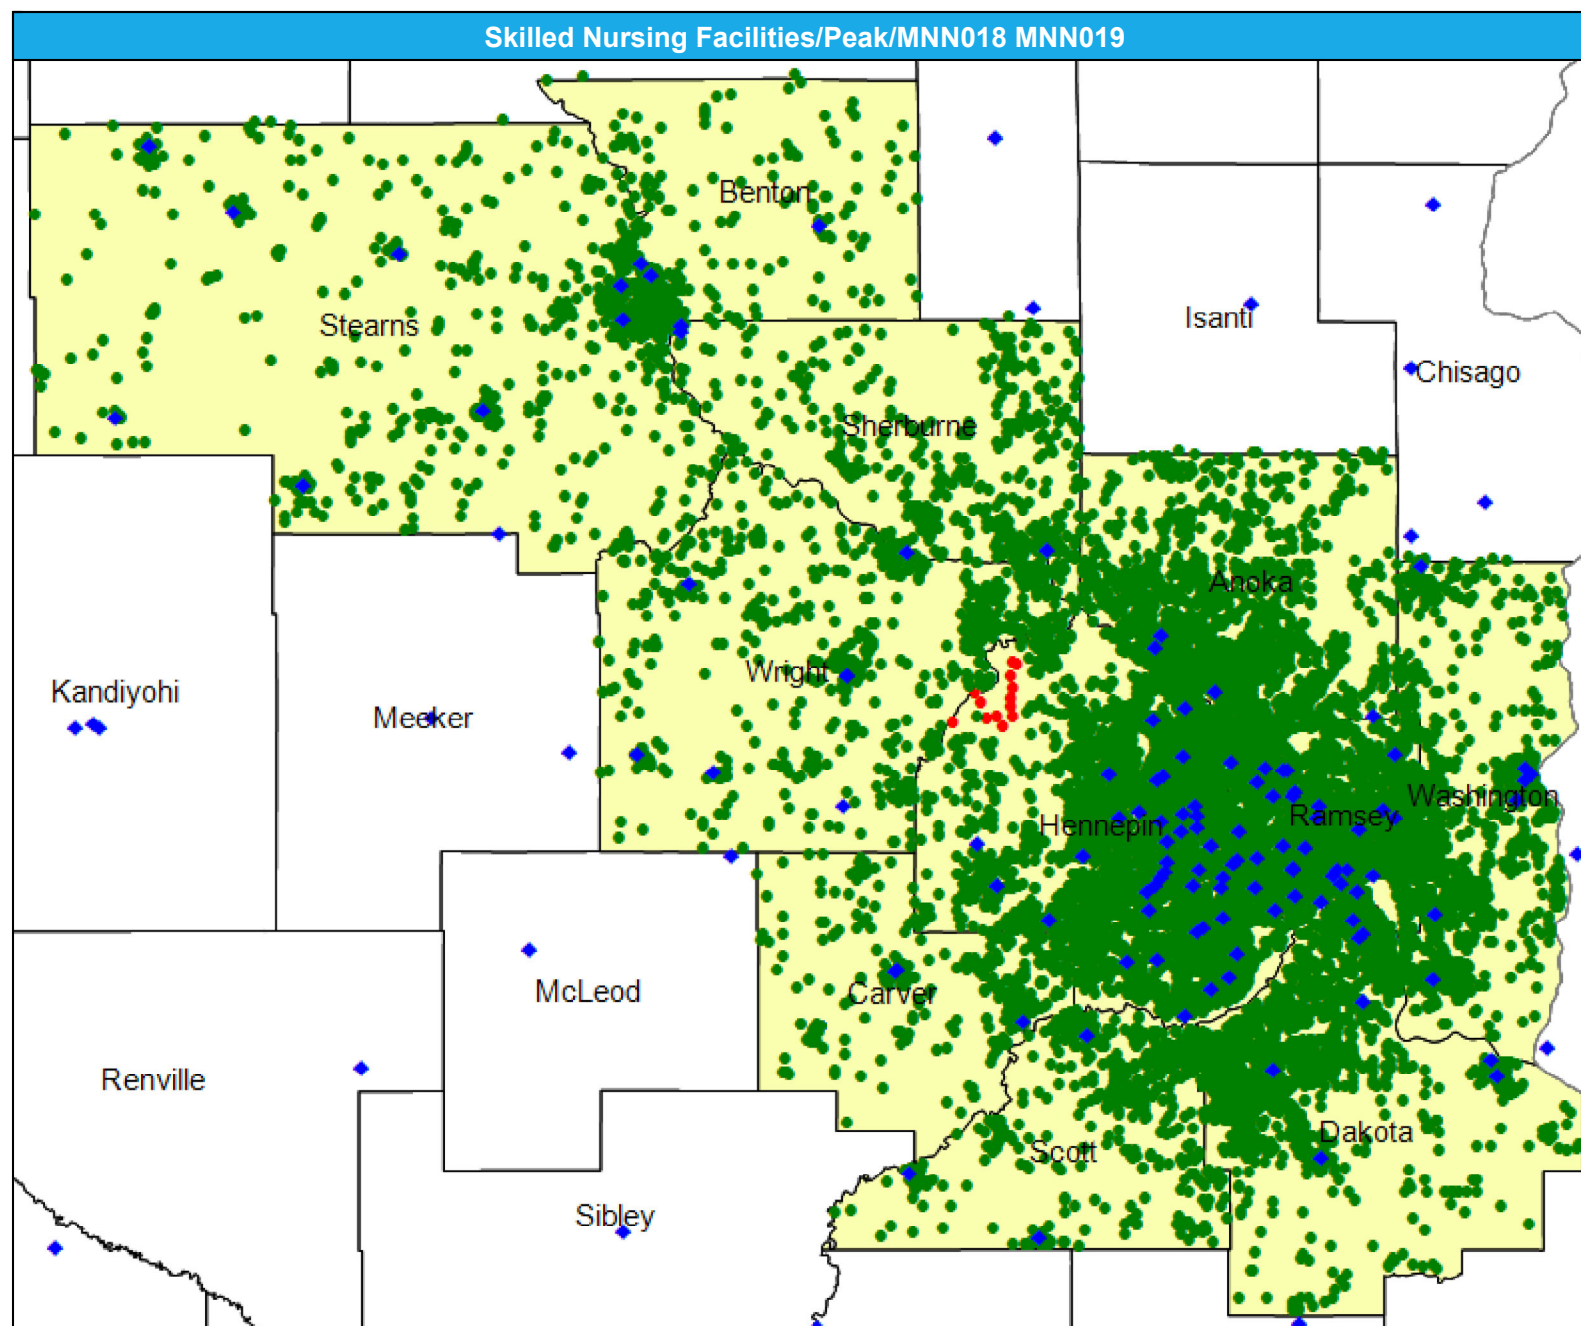 Skilled Nursing Facilities/Peak/MNN018 MNN019
Benton
Stearns
Isanti
Chisago
Sherburne
Anoka
Wright
Kandiyohi
Meeker
Washington
Ramsey
Hennepin
McLeod
Carver
Renville
Dakota
Scott
Sibley